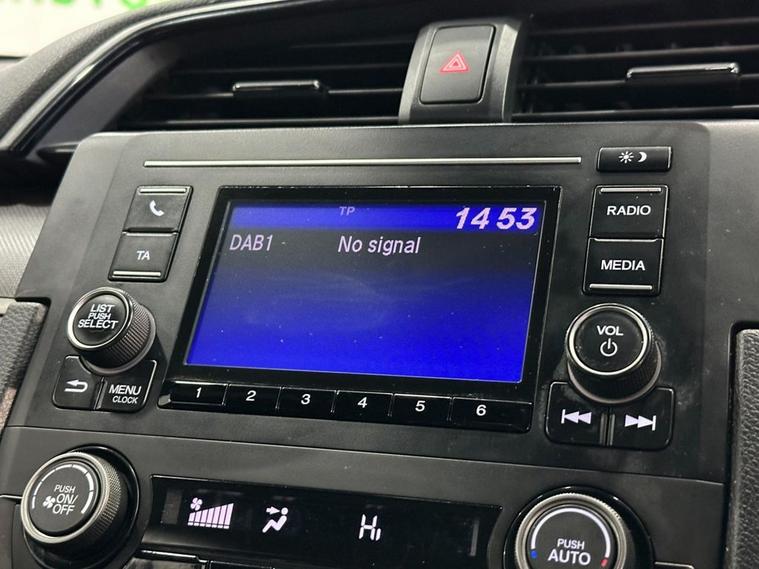 TP
14 53
DAB1
No signal
TA
RADIO
MEDIA
LIST
PUSH
SELECT
VOL
MENU
CLOCK
1 2 3 4 5 6
PUSH
ON/
OFF
Hi
PUSH
AUTO